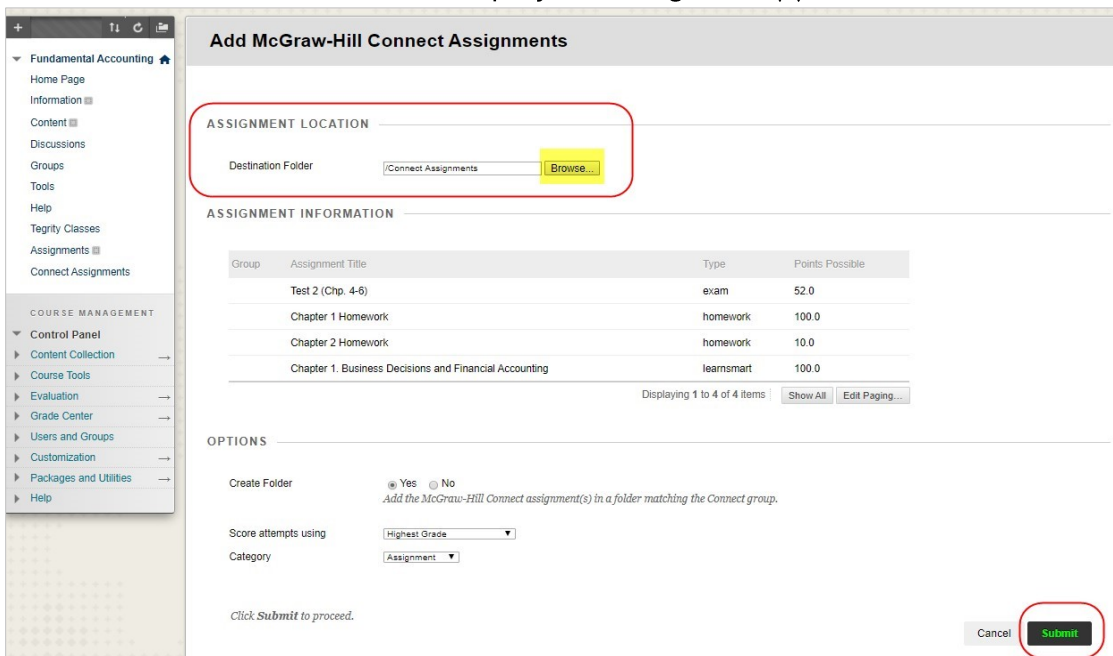 Add McGraw-Hill Connect Assignments
Fundamental Accounting
Home Page
Information
Content
Discussions
Groups
Tools
Help
Tegrity Classes
Assignments
Connect Assignments
COURSE MANAGEMENT
Control Panel
Content Collection →
Course Tools
Evaluation →
Grade Center →
Users and Groups
Customization →
Packages and Utilities →
Help
ASSIGNMENT LOCATION
Destination Folder /Connect Assignments Browse...
ASSIGNMENT INFORMATION
Group Assignment Title Type Points Possible
Test 2 (Chp. 4-6) exam 52.0
Chapter 1 Homework homework 100.0
Chapter 2 Homework homework 10.0
Chapter 1. Business Decisions and Financial Accounting learnsmart 100.0
Displaying 1 to 4 of 4 items Show All Edit Paging...
OPTIONS
Create Folder Yes No
Add the McGraw-Hill Connect assignment(s) in a folder matching the Connect group.
Score attempts using Highest Grade
Category Assignment
Click Submit to proceed.
Cancel Submit